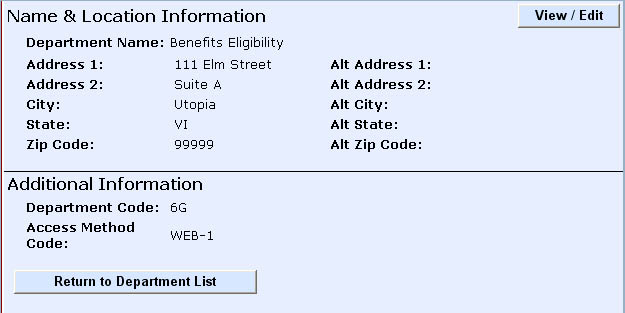 Name & Location Information
View / Edit
Department Name: Benefits Eligibility
Address 1: 111 Elm Street Alt Address 1:
Address 2: Suite A Alt Address 2:
City: Utopia Alt City:
State: VI Alt State:
Zip Code: 99999 Alt Zip Code:
Additional Information
Department Code: 6G
Access Method
Code: WEB-1
Return to Department List